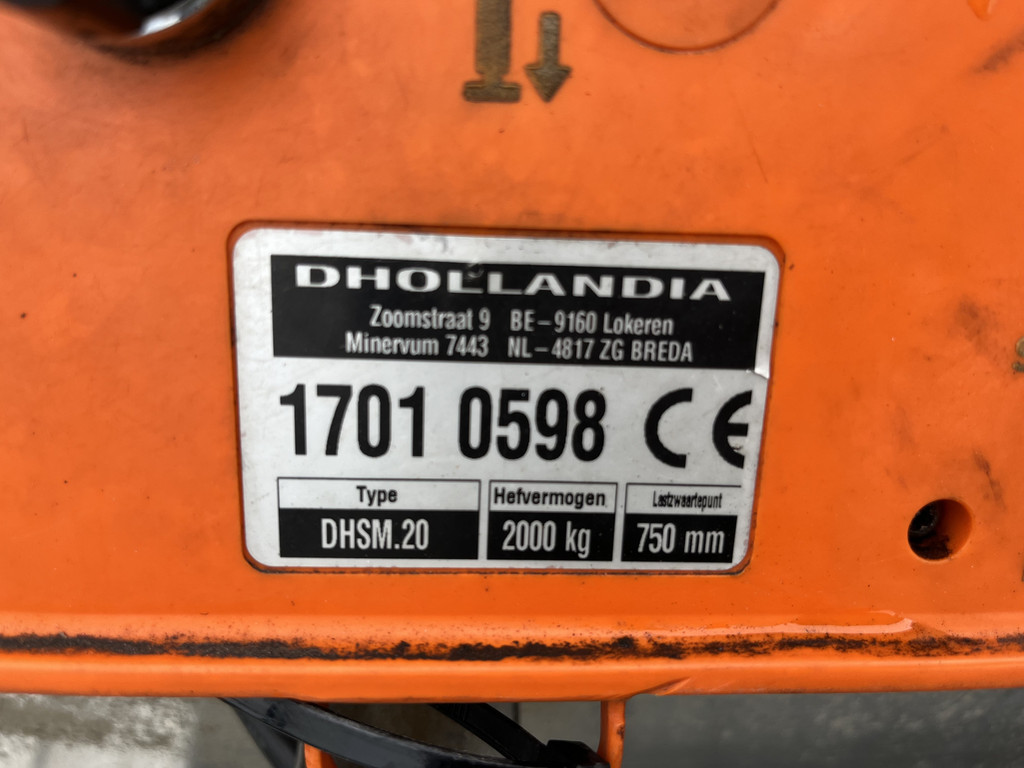 DHOLLANDIA
Zoomstraat 9 BE-9160 Lokeren
Minervum 7443 NL-4817 ZG BREDA
1701 0598 CE
Type Hefvermogen Lastzwaartepunt
DHSM.20 2000 kg 750 mm